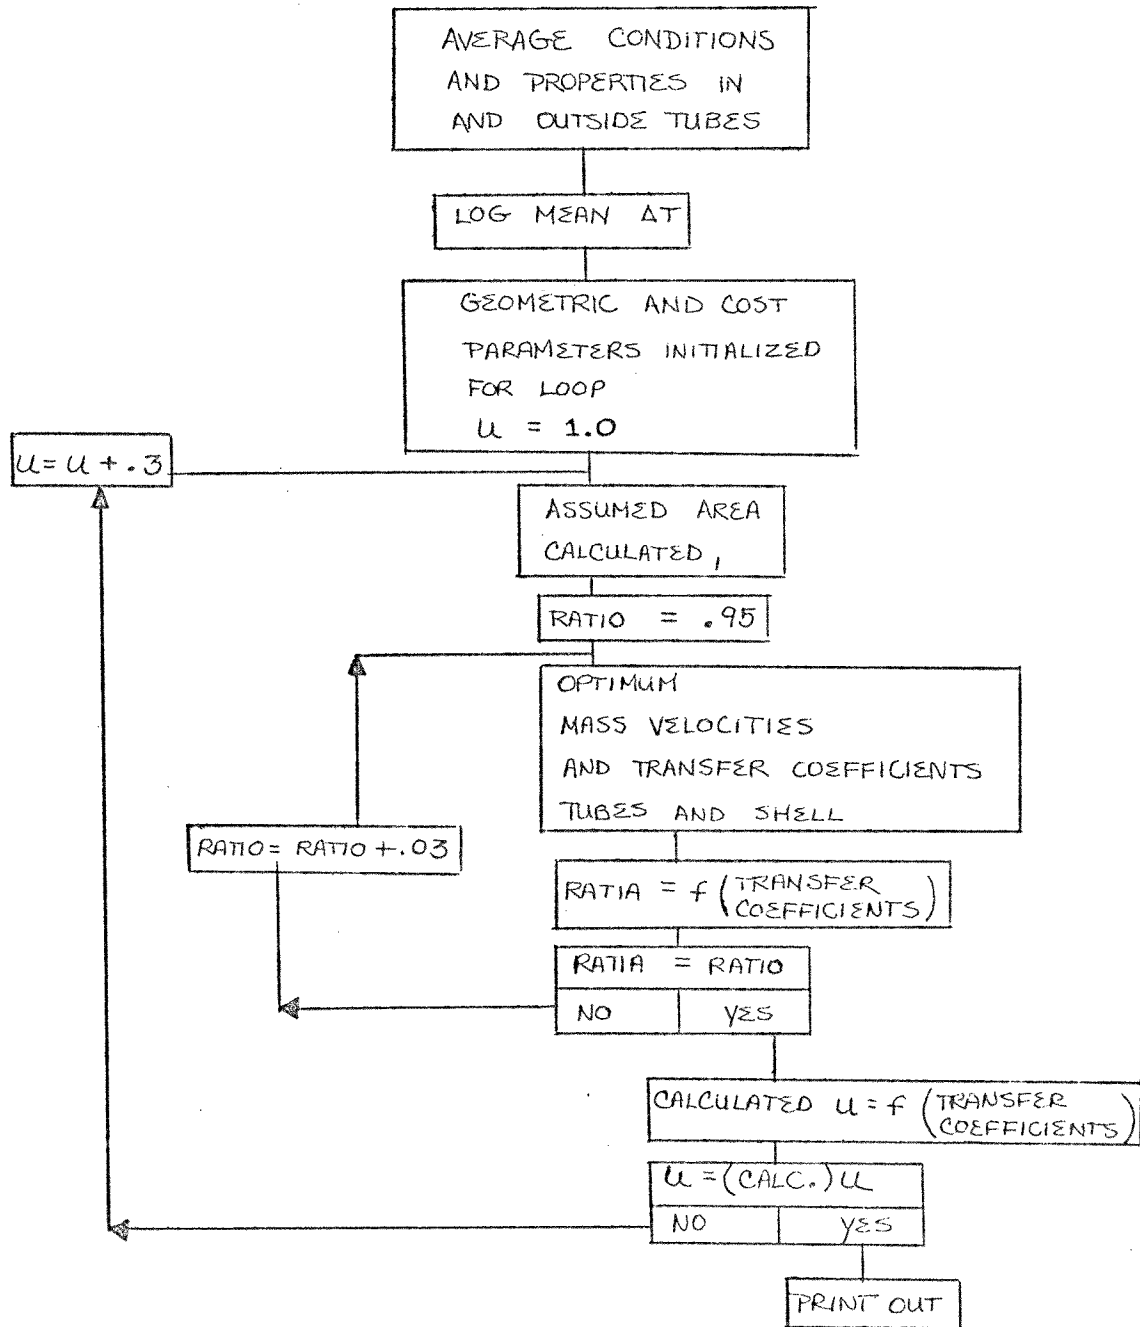 AVERAGE CONDITIONS
AND PROPERTIES IN
AND OUTSIDE TUBES
LOG MEAN ΔT
GEOMETRIC AND COST
PARAMETERS INITIALIZED
FOR LOOP
U = 1.0
U = U + .3
ASSUMED AREA
CALCULATED,
RATIO = .95
OPTIMUM
MASS VELOCITIES
AND TRANSFER COEFFICIENTS
TUBES AND SHELL
RATIO = RATIO + .03
RATIA = f (TRANSFER
COEFFICIENTS)
RATIA = RATIO
NO YES
CALCULATED U = f (TRANSFER
COEFFICIENTS)
U = (CALC.) U
NO YES
PRINT OUT